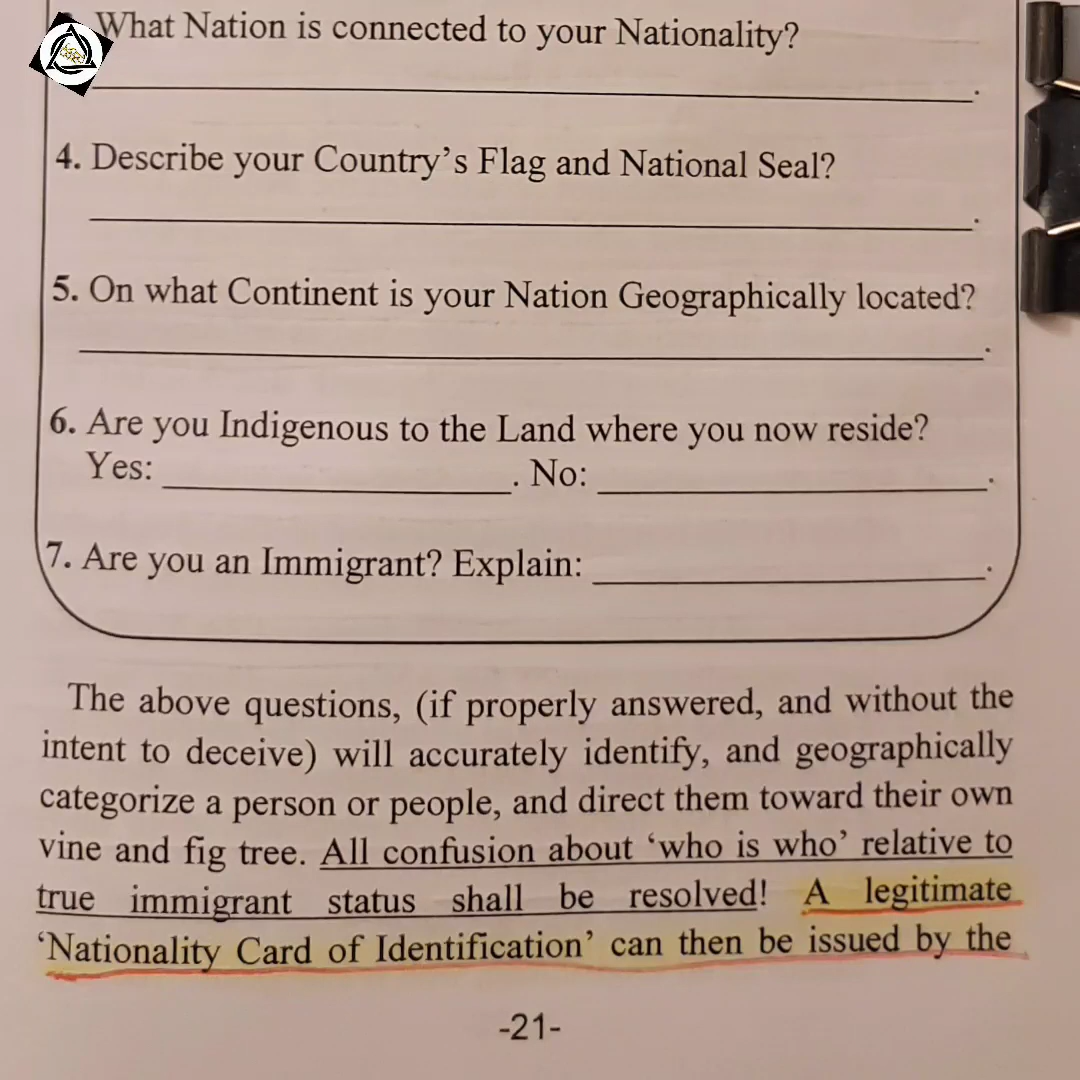 What Nation is connected to your Nationality?
.
4. Describe your Country's Flag and National Seal?
.
5. On what Continent is your Nation Geographically located?
.
6. Are you Indigenous to the Land where you now reside?
Yes: . No: .
7. Are you an Immigrant? Explain: .
The above questions, (if properly answered, and without the
intent to deceive) will accurately identify, and geographically
categorize a person or people, and direct them toward their own
vine and fig tree. All confusion about ‘who is who’ relative to
true immigrant status shall be resolved! A legitimate
‘Nationality Card of Identification’ can then be issued by the
-21-